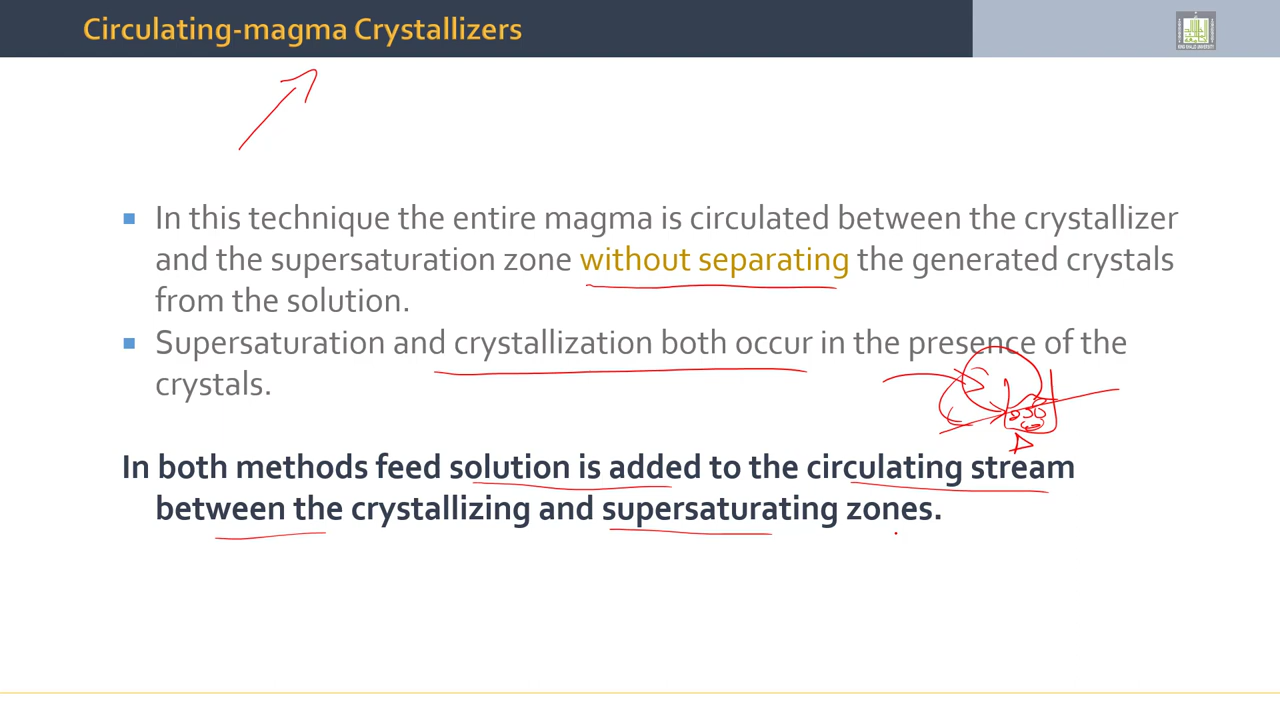 Circulating-magma Crystallizers
In this technique the entire magma is circulated between the crystallizer
and the supersaturation zone without separating the generated crystals
from the solution.
Supersaturation and crystallization both occur in the presence of the
crystals.
In both methods feed solution is added to the circulating stream
between the crystallizing and supersaturating zones.